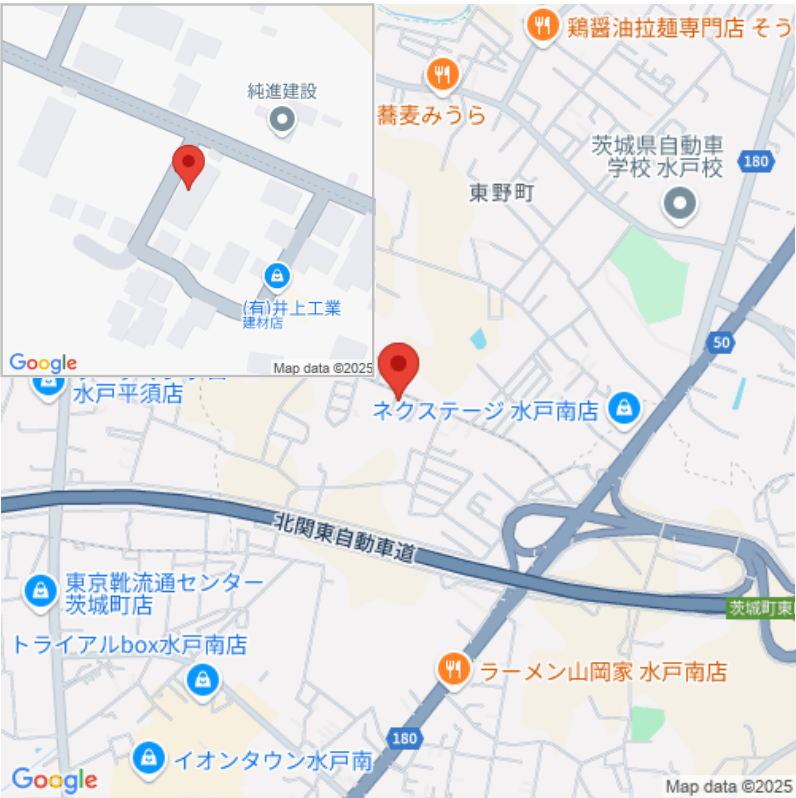 鶏醤油拉麺専門店 そう
蕎麦みうら
茨城県自動車
学校 水戸校
180
東野町
純進建設
(有)井上工業
建材店
Google
Map data ©2025
50
水戸平須店
ネクステージ 水戸南店
北関東自動車道
東京靴流通センター
茨城町店
茨城町東
トライアルbox水戸南店
ラーメン山岡家 水戸南店
180
イオンタウン水戸南
Google
Map data ©2025